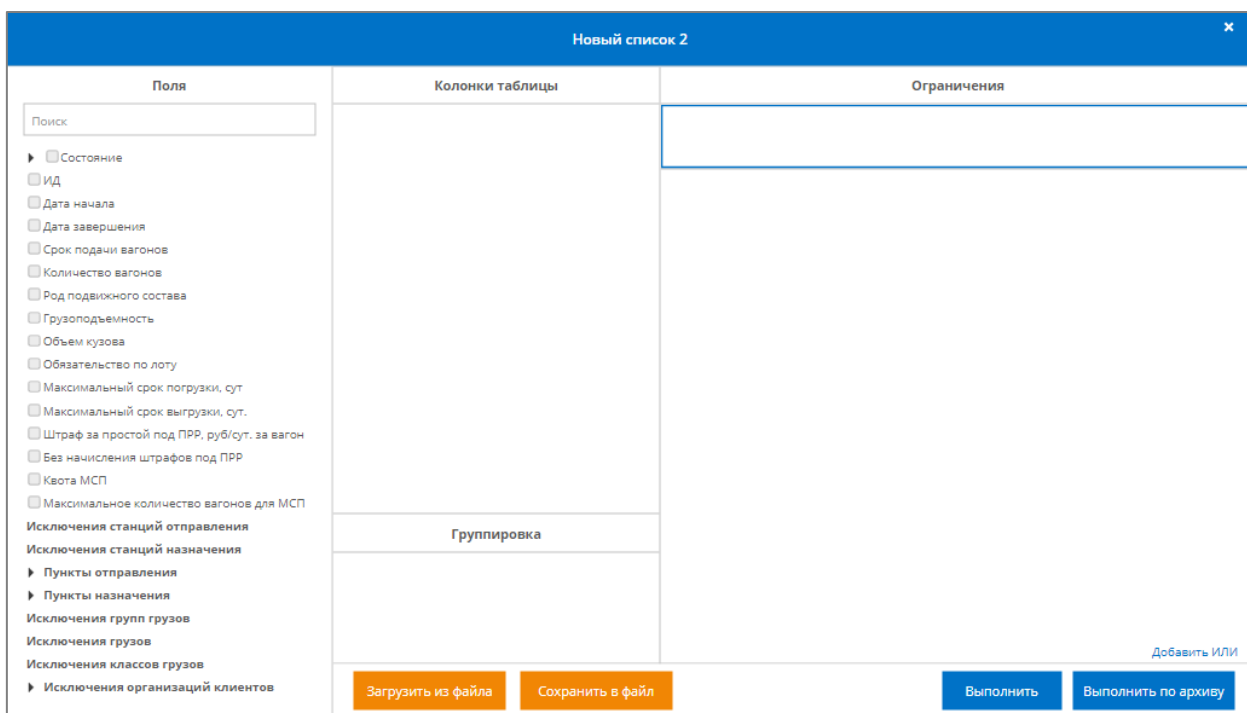 Новый список 2
Поля
Колонки таблицы
Ограничения
Поиск
Состояние
ИД
Дата начала
Дата завершения
Срок подачи вагонов
Количество вагонов
Род подвижного состава
Грузоподъемность
Объем кузова
Обязательство по лоту
Максимальный срок погрузки, сут
Максимальный срок выгрузки, сут.
Штраф за простой под ПРР, руб/сут. за вагон
Без начисления штрафов под ПРР
Квота МСП
Максимальное количество вагонов для МСП
Исключения станций отправления
Исключения станций назначения
Пункты отправления
Пункты назначения
Исключения групп грузов
Исключения грузов
Исключения классов грузов
Исключения организаций клиентов
Группировка
Добавить ИЛИ
Загрузить из файла
Сохранить в файл
Выполнить
Выполнить по архиву